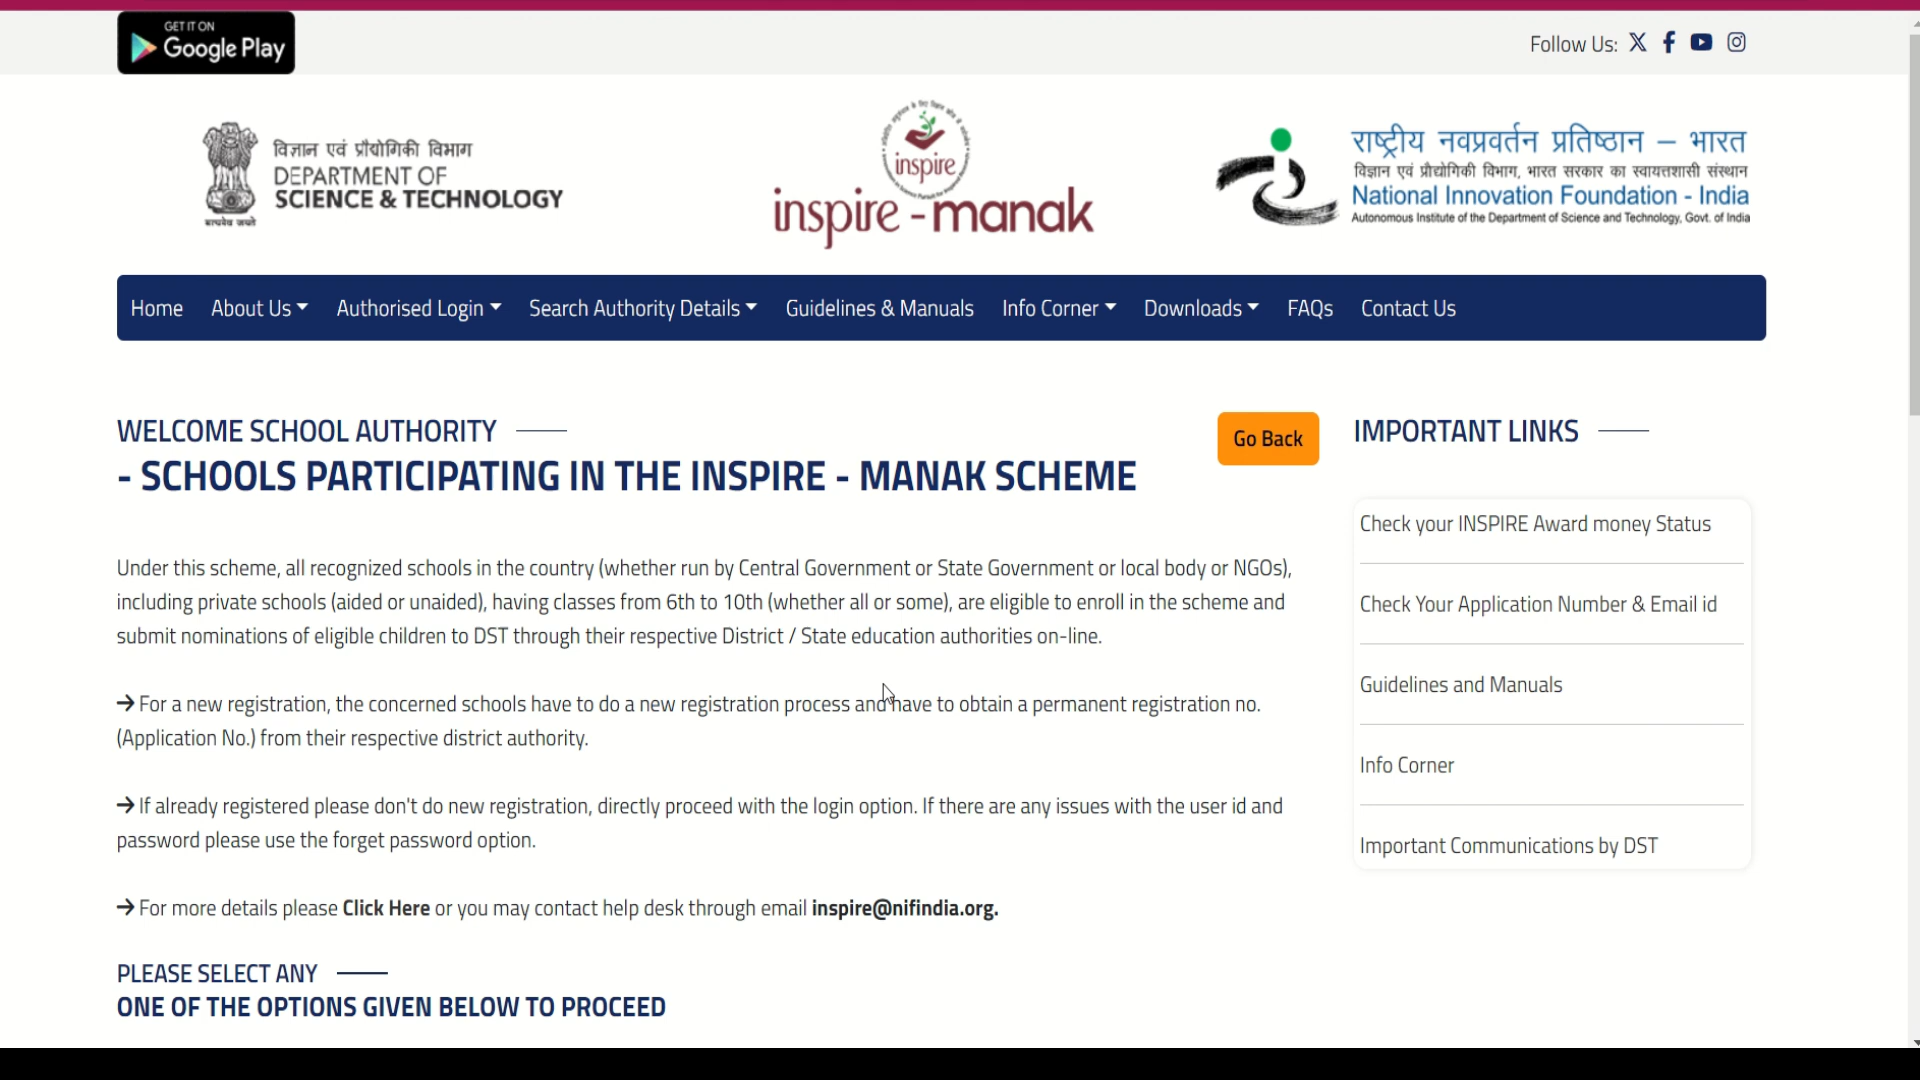 GET IT ON
Google Play
Follow Us:
विज्ञान एवं प्रौद्योगिकी विभाग
DEPARTMENT OF
SCIENCE & TECHNOLOGY
सत्यमेव जयते
inspire
inspire - manak
राष्ट्रीय नवप्रवर्तन प्रतिष्ठान – भारत
विज्ञान एवं प्रौद्योगिकी विभाग, भारत सरकार का स्वायत्तशासी संस्थान
National Innovation Foundation - India
Autonomous Institute of the Department of Science and Technology, Govt. of India
Home About Us Authorised Login Search Authority Details Guidelines & Manuals Info Corner Downloads FAQs Contact Us
WELCOME SCHOOL AUTHORITY
- SCHOOLS PARTICIPATING IN THE INSPIRE - MANAK SCHEME
Go Back
Under this scheme, all recognized schools in the country (whether run by Central Government or State Government or local body or NGOs),
including private schools (aided or unaided), having classes from 6th to 10th (whether all or some), are eligible to enroll in the scheme and
submit nominations of eligible children to DST through their respective District / State education authorities on-line.
→ For a new registration, the concerned schools have to do a new registration process and have to obtain a permanent registration no.
(Application No.) from their respective district authority.
→ If already registered please don't do new registration, directly proceed with the login option. If there are any issues with the user id and
password please use the forget password option.
→ For more details please Click Here or you may contact help desk through email inspire@nifindia.org.
PLEASE SELECT ANY
ONE OF THE OPTIONS GIVEN BELOW TO PROCEED
IMPORTANT LINKS
Check your INSPIRE Award money Status
Check Your Application Number & Email id
Guidelines and Manuals
Info Corner
Important Communications by DST